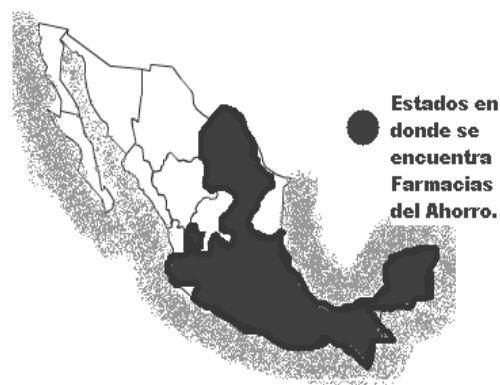 Estados en
donde se
encuentra
Farmacias
del Ahorro.